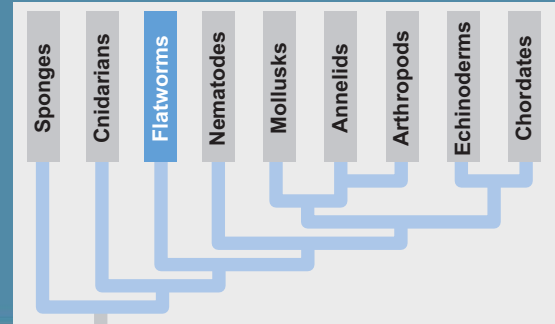 Sponges
Cnidarians
Flatworms
Nematodes
Mollusks
Annelids
Arthropods
Echinoderms
Chordates